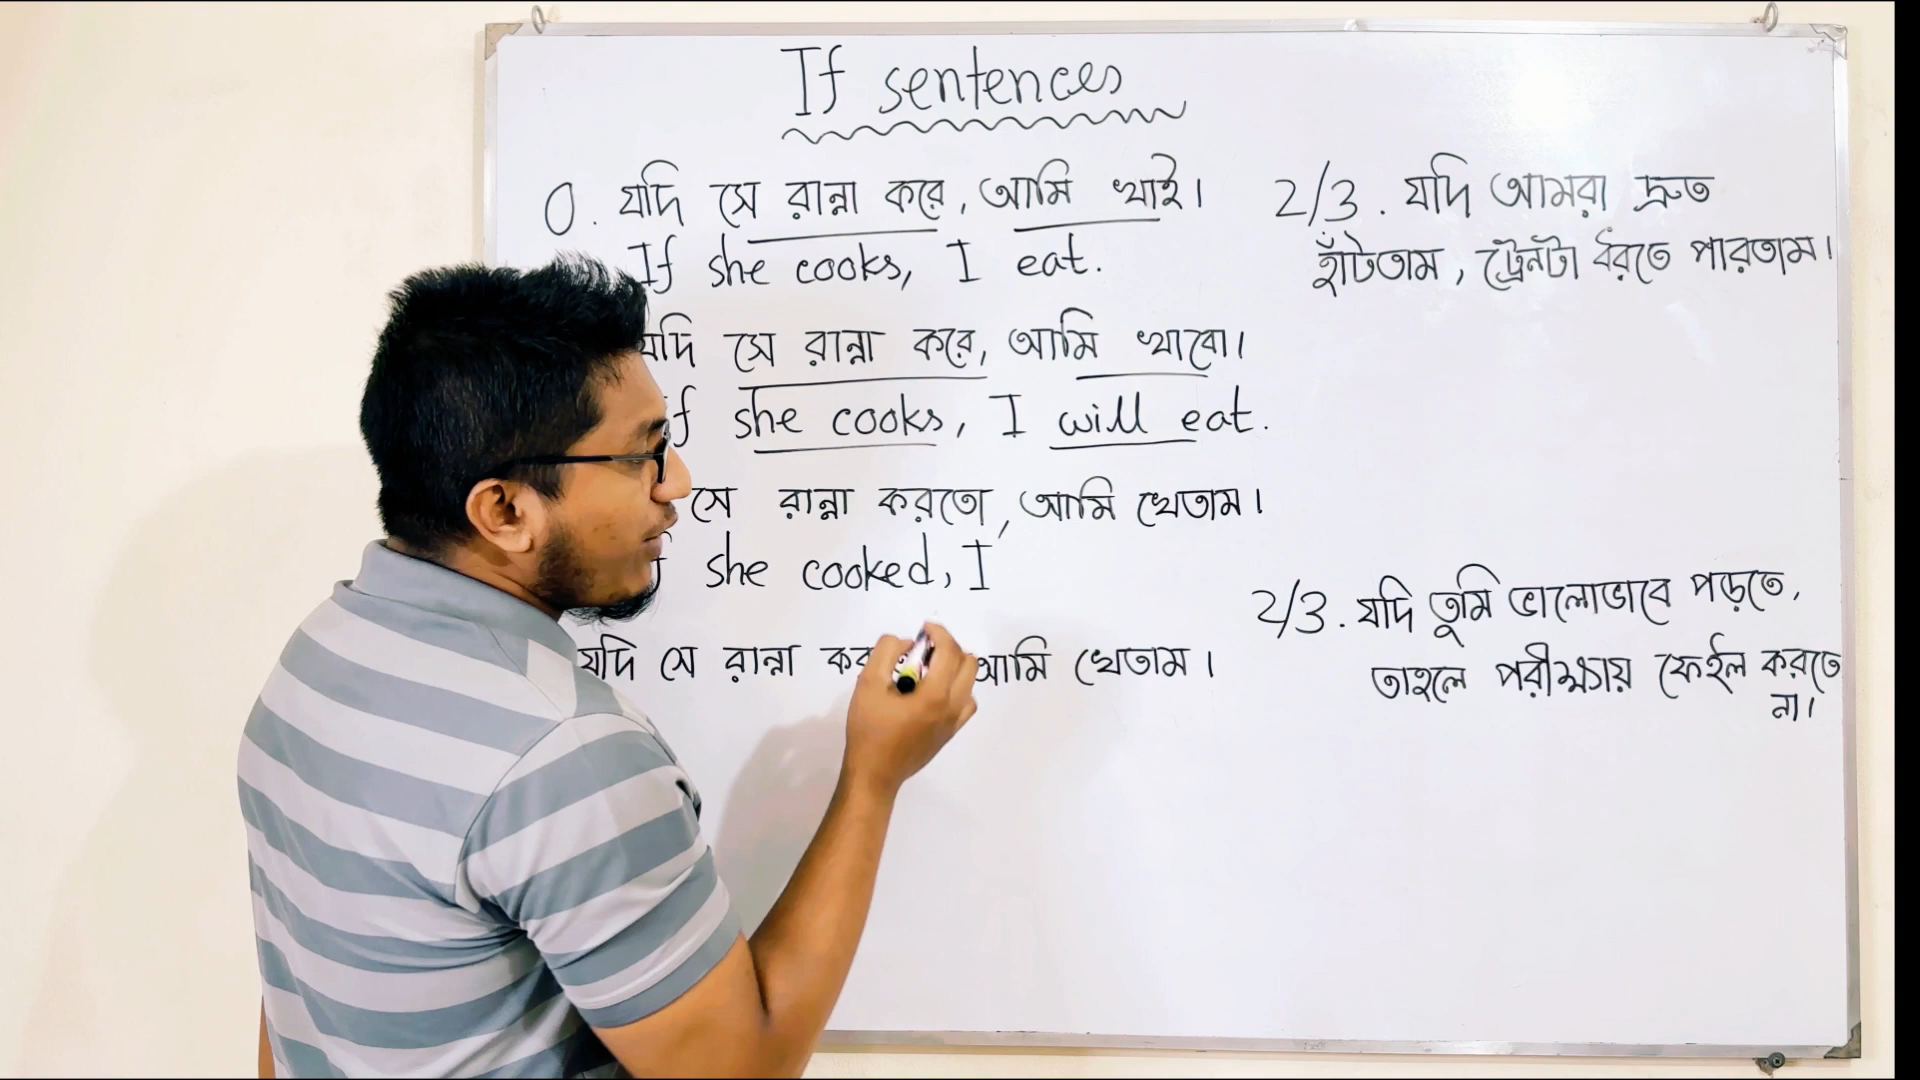 If sentences
0. যদি সে রান্না করে, আমি খাই।
If she cooks, I eat.
যদি সে রান্না করে, আমি খাবো।
If she cooks, I will eat.
সে রান্না করতো, আমি খেতাম।
she cooked, I
যদি সে রান্না আমি খেতাম।
2/3. যদি আমরা দ্রুত
হাঁটতাম, ট্রেনটা ধরতে পারতাম।
2/3. যদি তুমি ভালোভাবে পড়তে,
তাহলে পরীক্ষায় ফেইল করতে
না।